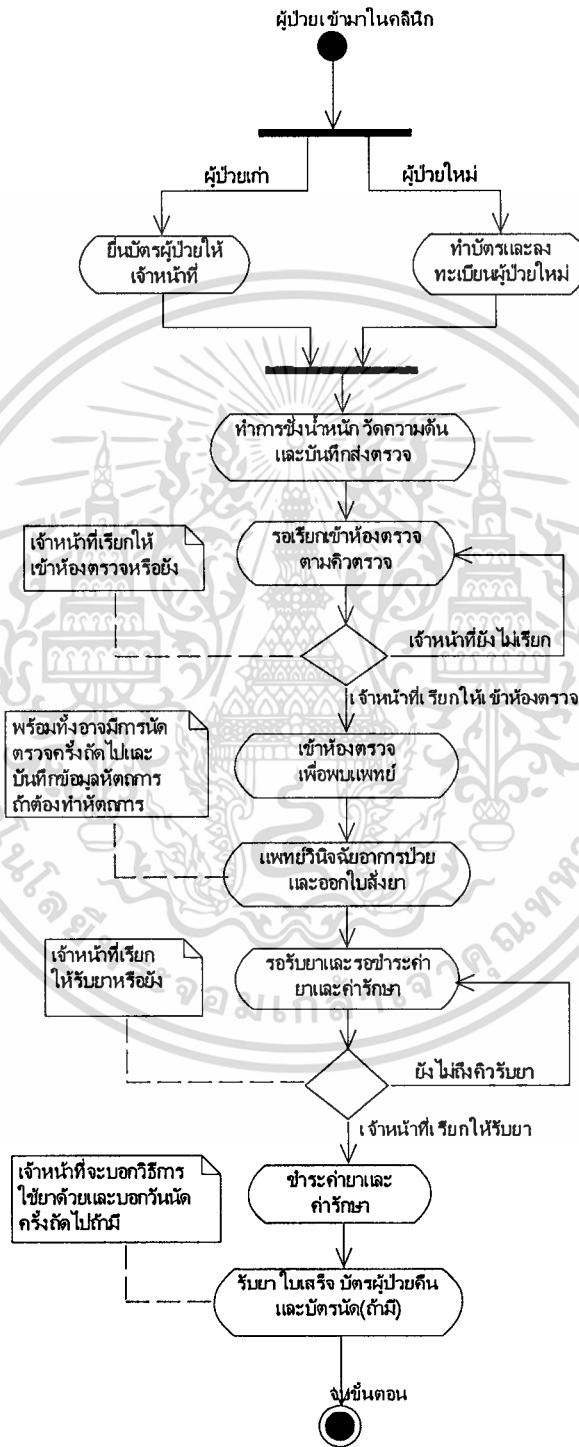 ผู้ป่วยเข้ามาในคลินิก
ผู้ป่วยเก่า
ผู้ป่วยใหม่
ยื่นบัตรผู้ป่วยให้
เจ้าหน้าที่
ทำบัตรและลง
ทะเบียนผู้ป่วยใหม่
ทำการชั่งน้ำหนัก วัดความดัน
และบันทึกส่งตรวจ
เจ้าหน้าที่เรียกให้
เข้าห้องตรวจหรือยัง
รอเรียกเข้าห้องตรวจ
ตามคิวตรวจ
เจ้าหน้าที่ยังไม่เรียก
เจ้าหน้าที่เรียกให้เข้าห้องตรวจ
พร้อมทั้งอาจมีการนัด
ตรวจครั้งถัดไปและ
บันทึกข้อมูลหัตถการ
ถ้าต้องทำหัตถการ
เข้าห้องตรวจ
เพื่อพบแพทย์
แพทย์วินิจฉัยอาการป่วย
และออกใบสั่งยา
เจ้าหน้าที่เรียก
ให้รับยาหรือยัง
รอรับยาและรอชำระค่า
ยาและค่ารักษา
ยังไม่ถึงคิวรับยา
เจ้าหน้าที่เรียกให้รับยา
เจ้าหน้าที่จะบอกวิธีการ
ใช้ยาด้วยและบอกวันนัด
ครั้งถัดไปถ้ามี
ชำระค่ายาและ
ค่ารักษา
รับยา ใบเสร็จ บัตรผู้ป่วยคืน
และบัตรนัด(ถ้ามี)
จบขั้นตอน